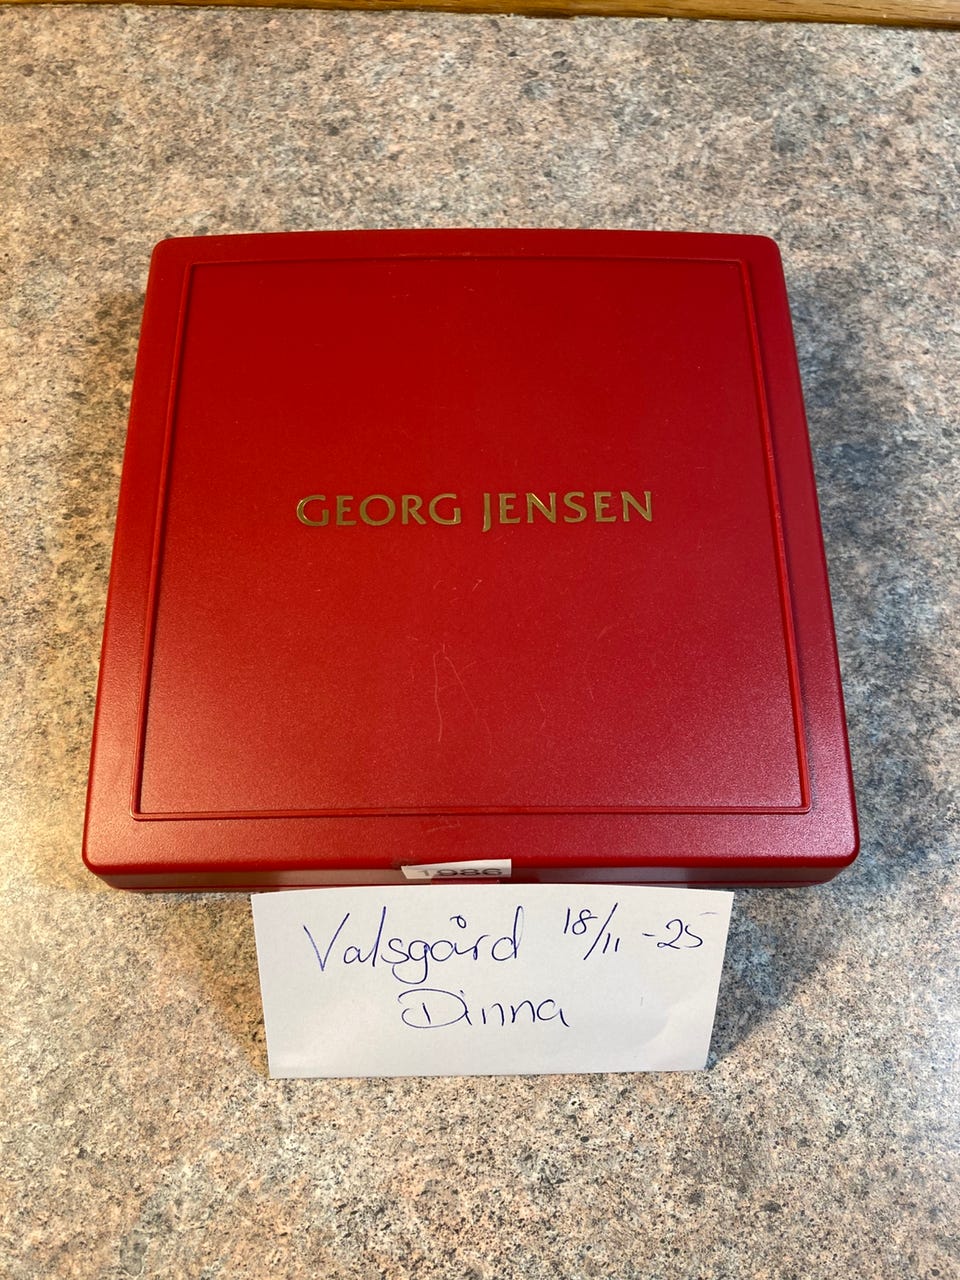 GEORG JENSEN
1986
Valsgård 18/11-25
Dinna